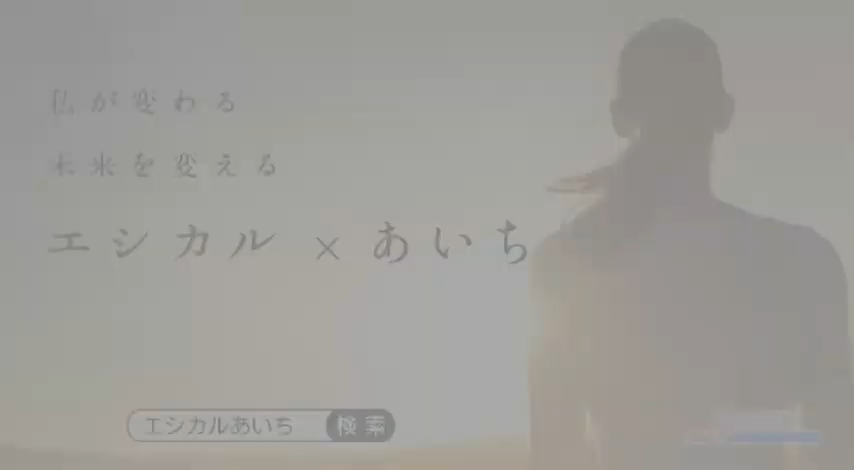 私が変わる
未来を変える
エシカル×あいち
エシカルあいち 検索